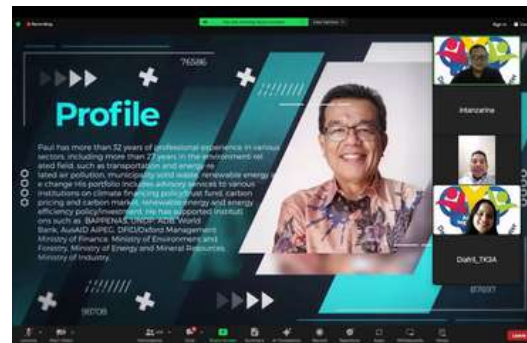 Recording
Sign in
76586
Profile
Paul has more than 32 years of professional experience in various
sectors, including more than 27 years in the environment-rel
ated field, such as transportation and energy-re
lated air pollution, municipality solid waste, renewable energy
e change His portfolio includes advisory services to various
institutions on climate financing policy/trust fund, carbon
pricing and carbon market, renewable energy and energy
efficiency policy/investment. He has supported instituti
ons such as BAPPENAS, UNDP, ADB, World
Bank, AusAID AIPEG, DFID/Oxford Management
Ministry of Finance, Ministry of Environment and
Forestry, Ministry of Energy and Mineral Resources,
Ministry of Industry.
intanzarina
Diafril_TK3A
98708
87697